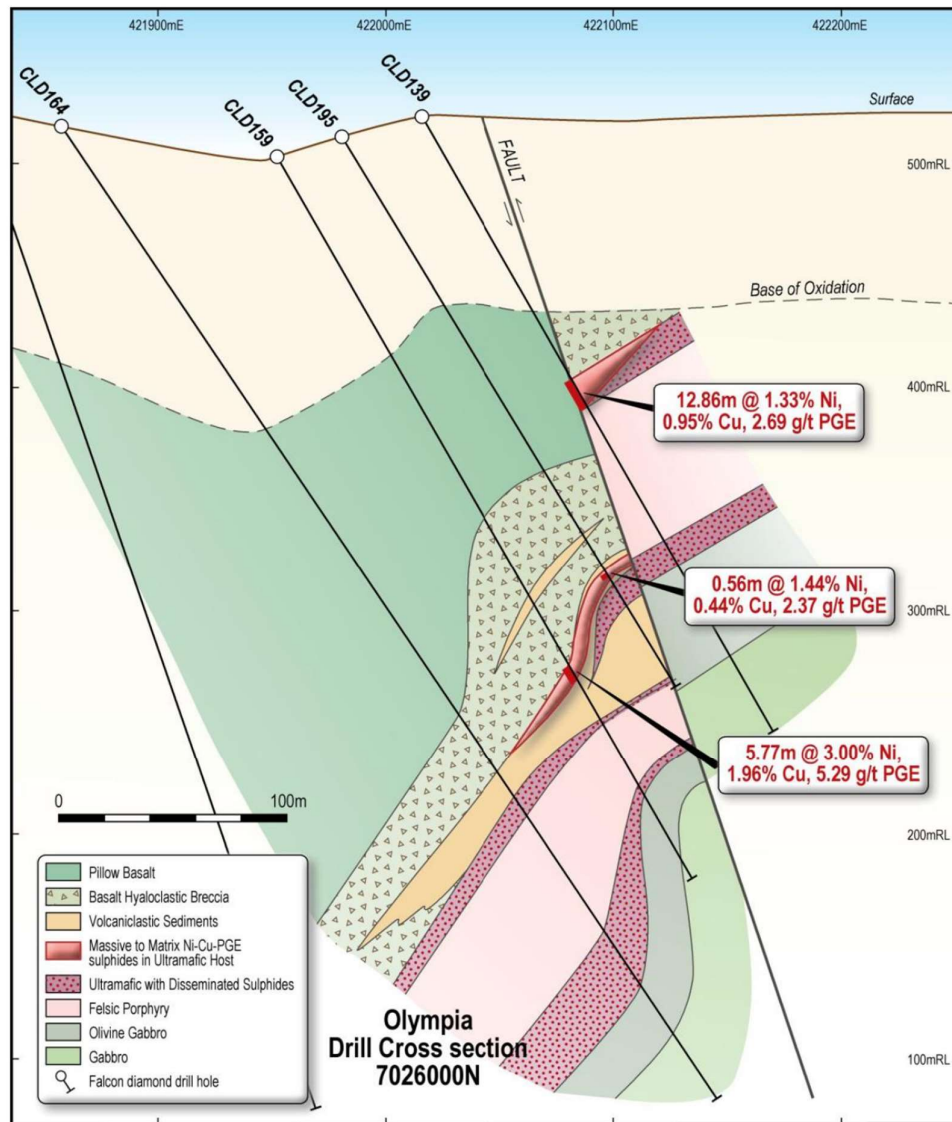 421900mE
422000mE
422100mE
422200mE
CLD164
CLD159
CLD195
CLD139
Surface
FAULT
500mRL
Base of Oxidation
400mRL
12.86m @ 1.33% Ni,
0.95% Cu, 2.69 g/t PGE
0.56m @ 1.44% Ni,
0.44% Cu, 2.37 g/t PGE
300mRL
5.77m @ 3.00% Ni,
1.96% Cu, 5.29 g/t PGE
0
100m
200mRL
Pillow Basalt
Basalt Hyaloclastic Breccia
Volcaniclastic Sediments
Massive to Matrix Ni-Cu-PGE
sulphides in Ultramafic Host
Ultramafic with Disseminated Sulphides
Felsic Porphyry
Olivine Gabbro
Gabbro
Falcon diamond drill hole
Olympia
Drill Cross section
7026000N
100mRL